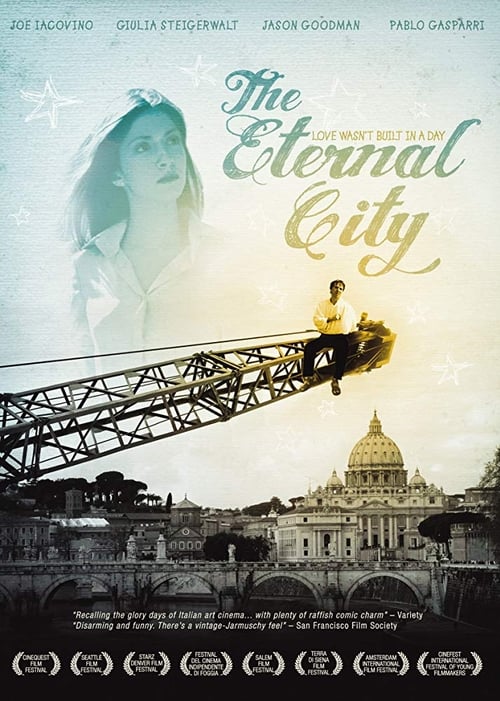 JOE IACOVINO GIULIA STEIGERWALT JASON GOODMAN PABLO GASPARRI
The
LOVE WASN'T BUILT IN A DAY
Eternal
City
"Recalling the glory days of Italian art cinema... with plenty of raffish comic charm" – Variety
"Disarming and funny. There's a vintage-Jarmuschy feel!" – San Francisco Film Society
CINEQUEST
FILM
FESTIVAL
SEATTLE
FILM
FESTIVAL
STARZ
DENVER FILM
FESTIVAL
FESTIVAL
DEL CINEMA
INDIPENDENTE
DI FOGGIA
SALEM
FILM
FESTIVAL
TERRA
DI SIENA
FILM
FESTIVAL
AMSTERDAM
INTERNATIONAL
FILM
FESTIVAL
CINEFEST
INTERNATIONAL
FESTIVAL OF YOUNG
FILMMAKERS